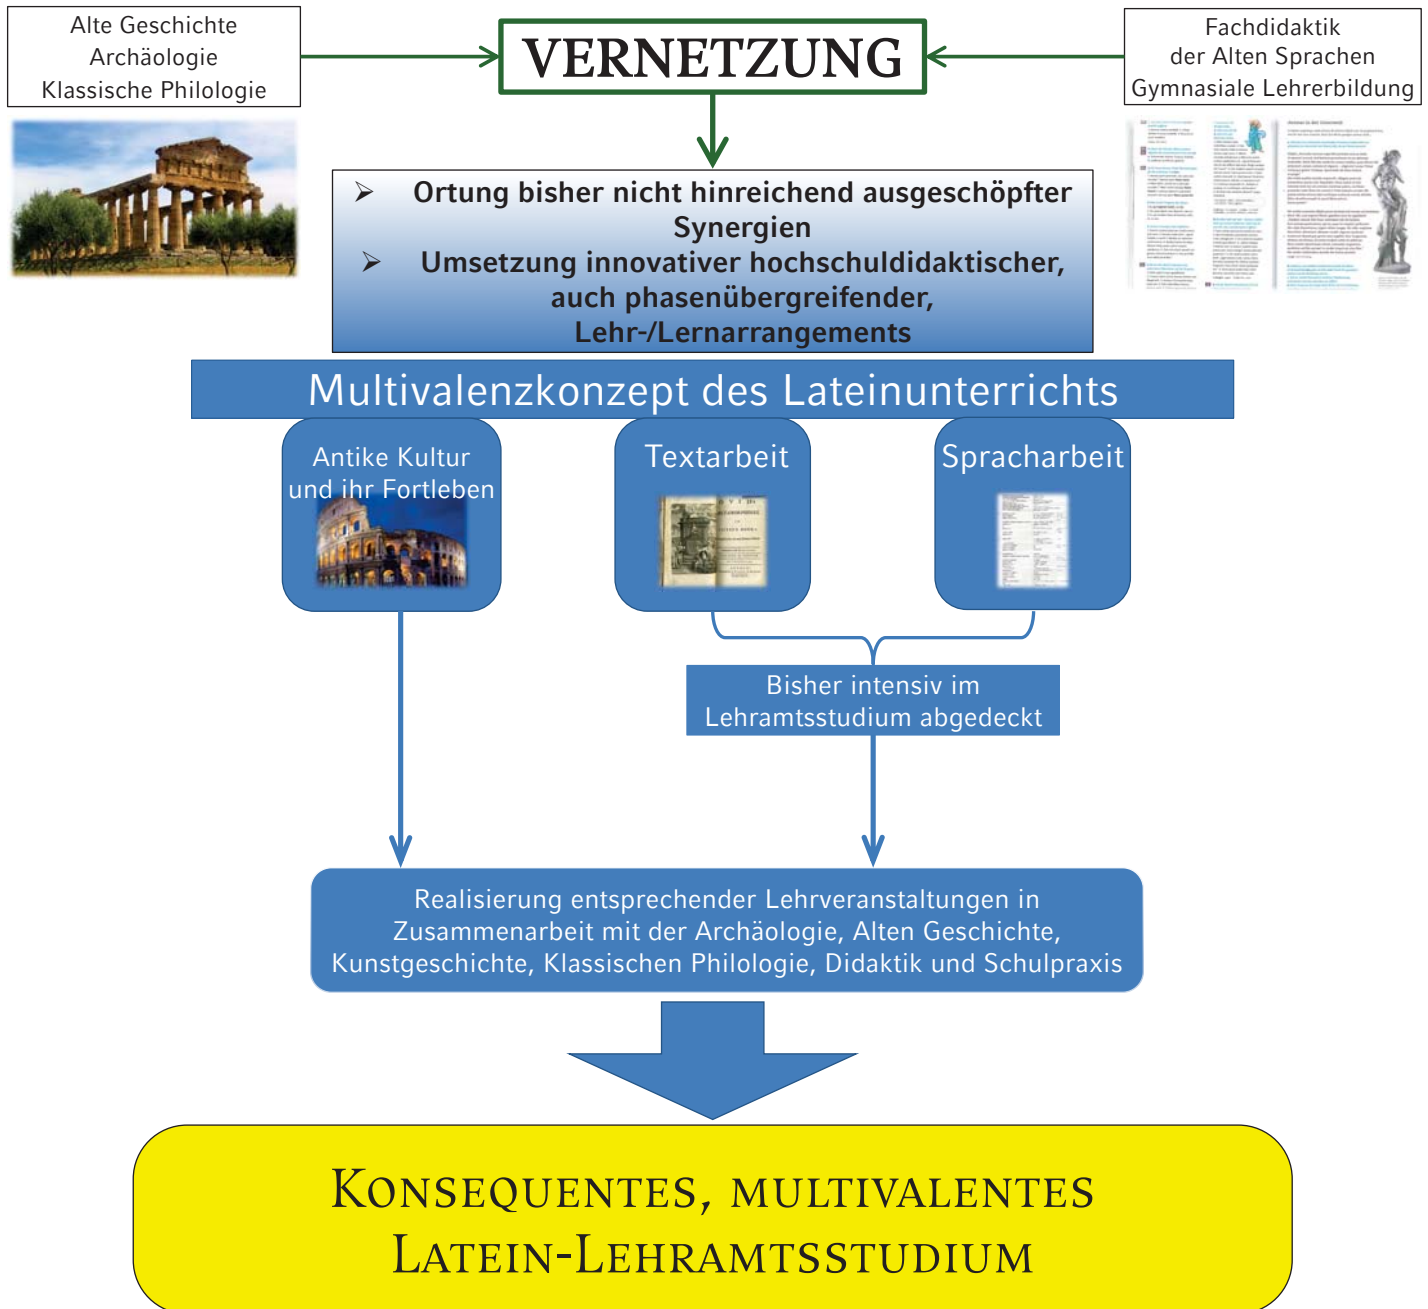 Alte Geschichte
Archäologie
Klassische Philologie
VERNETZUNG
Fachdidaktik
der Alten Sprachen
Gymnasiale Lehrerbildung
➢ Ortung bisher nicht hinreichend ausgeschöpfter
Synergien
➢ Umsetzung innovativer hochschuldidaktischer,
auch phasenübergreifender,
Lehr-/Lernarrangements
Multivalenzkonzept des Lateinunterrichts
Antike Kultur
und ihr Fortleben
Textarbeit
Spracharbeit
Bisher intensiv im
Lehramtsstudium abgedeckt
Realisierung entsprechender Lehrveranstaltungen in
Zusammenarbeit mit der Archäologie, Alten Geschichte,
Kunstgeschichte, Klassischen Philologie, Didaktik und Schulpraxis
KONSEQUENTES, MULTIVALENTES
LATEIN-LEHRAMTSSTUDIUM